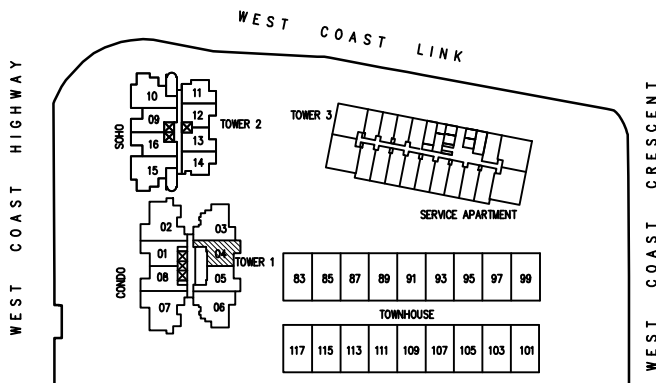 WEST COAST LINK
WEST COAST HIGHWAY
WEST COAST CRESCENT
10
11
09
12
TOWER 2
SOHO
16
13
15
14
TOWER 3
SERVICE APARTMENT
02
03
01
04
TOWER 1
CONDO
08
05
07
06
83 85 87 89 91 93 95 97 99
TOWNHOUSE
117 115 113 111 109 107 105 103 101